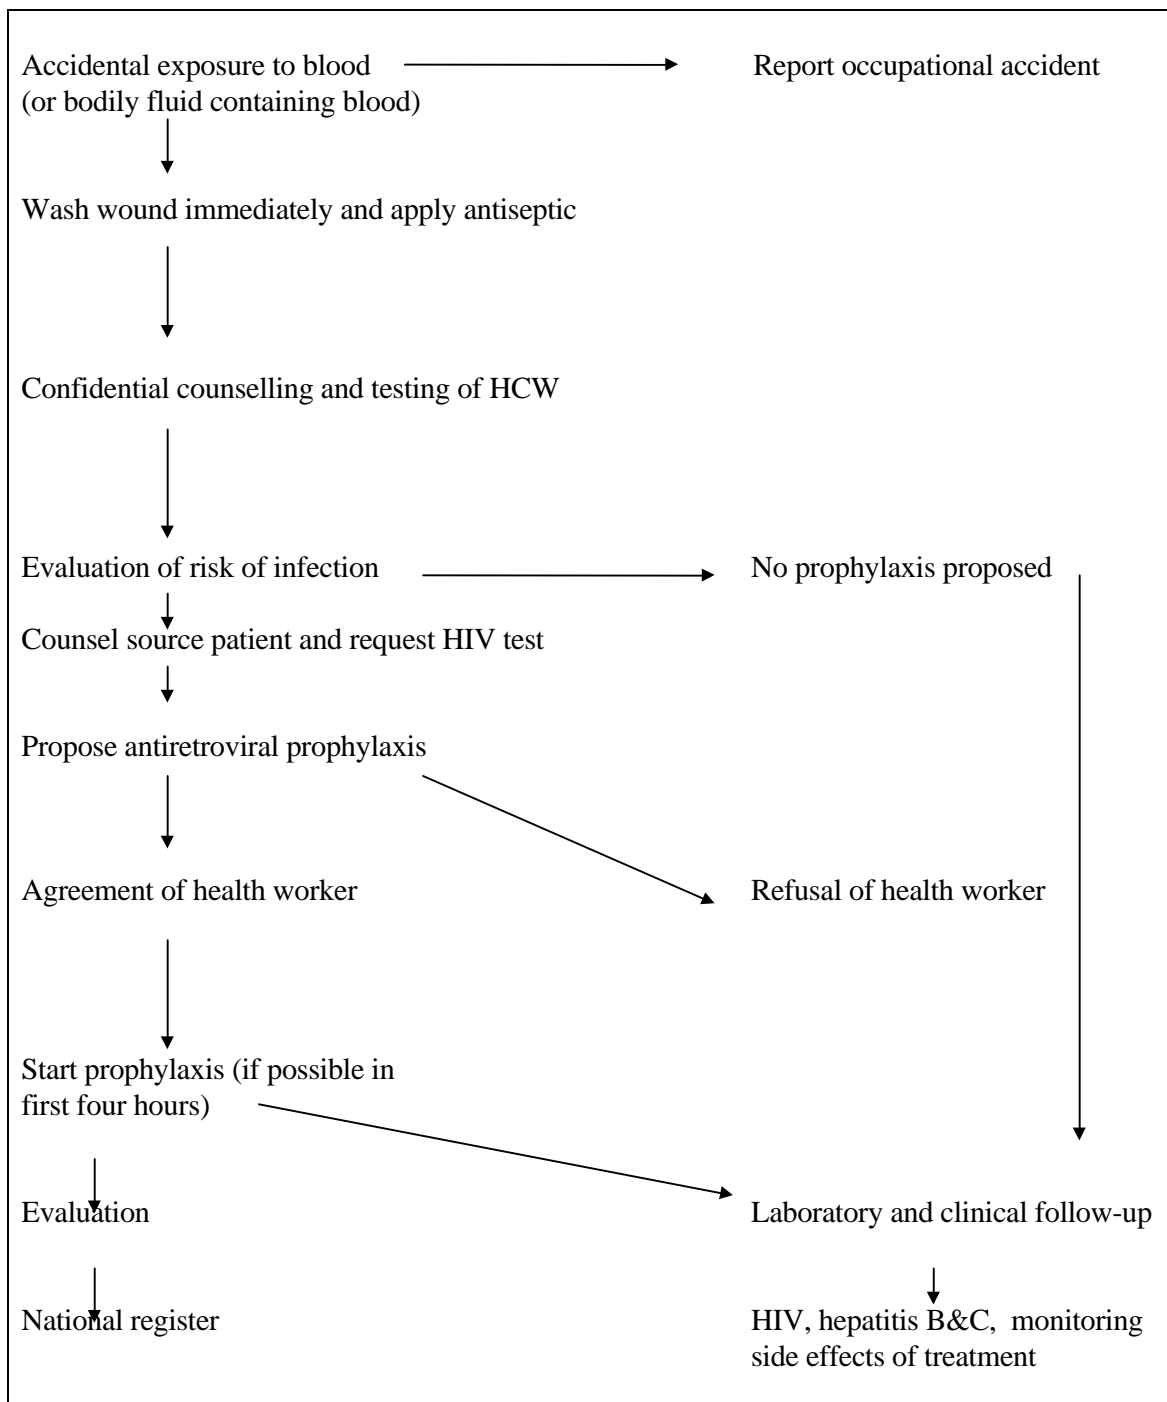 Accidental exposure to blood
(or bodily fluid containing blood)
Report occupational accident
Wash wound immediately and apply antiseptic
Confidential counselling and testing of HCW
Evaluation of risk of infection
No prophylaxis proposed
Counsel source patient and request HIV test
Propose antiretroviral prophylaxis
Agreement of health worker
Refusal of health worker
Start prophylaxis (if possible in
first four hours)
Evaluation
Laboratory and clinical follow-up
National register
HIV, hepatitis B&C,  monitoring
side effects of treatment